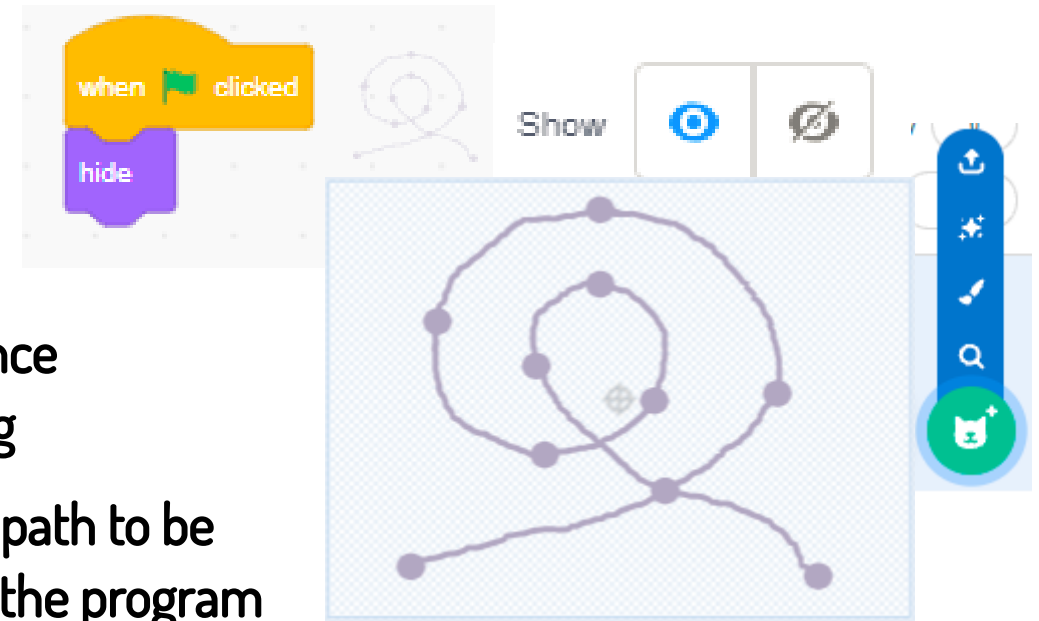 when clicked
hide
Show
nce
g
path to be
the program